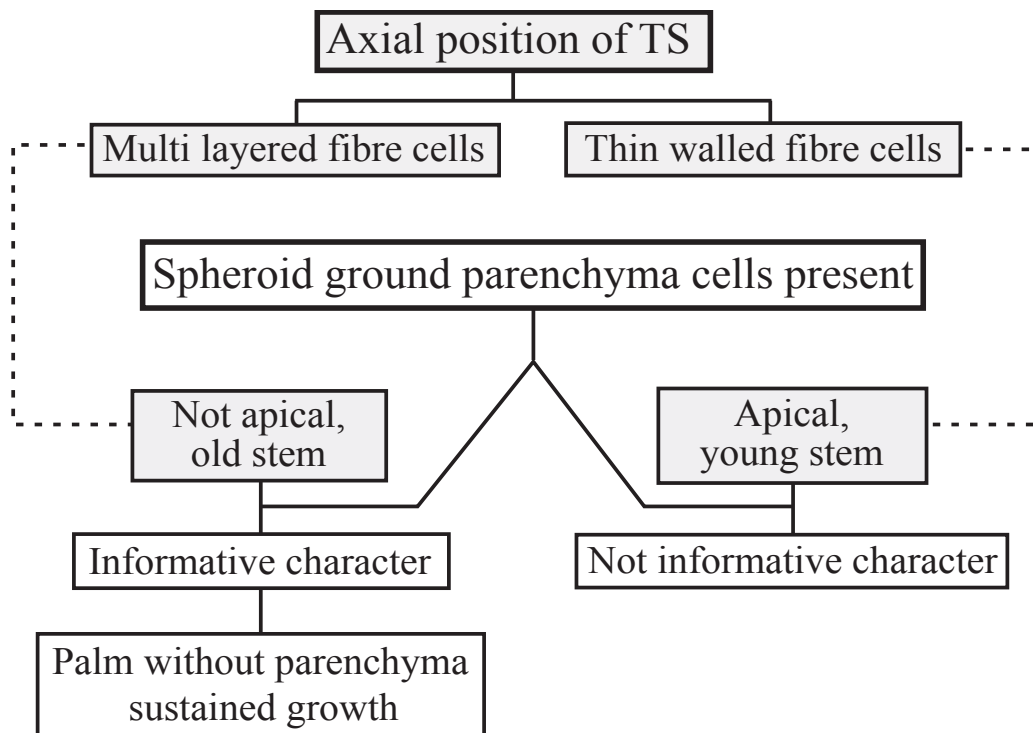 Axial position of TS
Multi layered fibre cells
Thin walled fibre cells
Spheroid ground parenchyma cells present
Not apical,
old stem
Apical,
young stem
Informative character
Not informative character
Palm without parenchyma
sustained growth